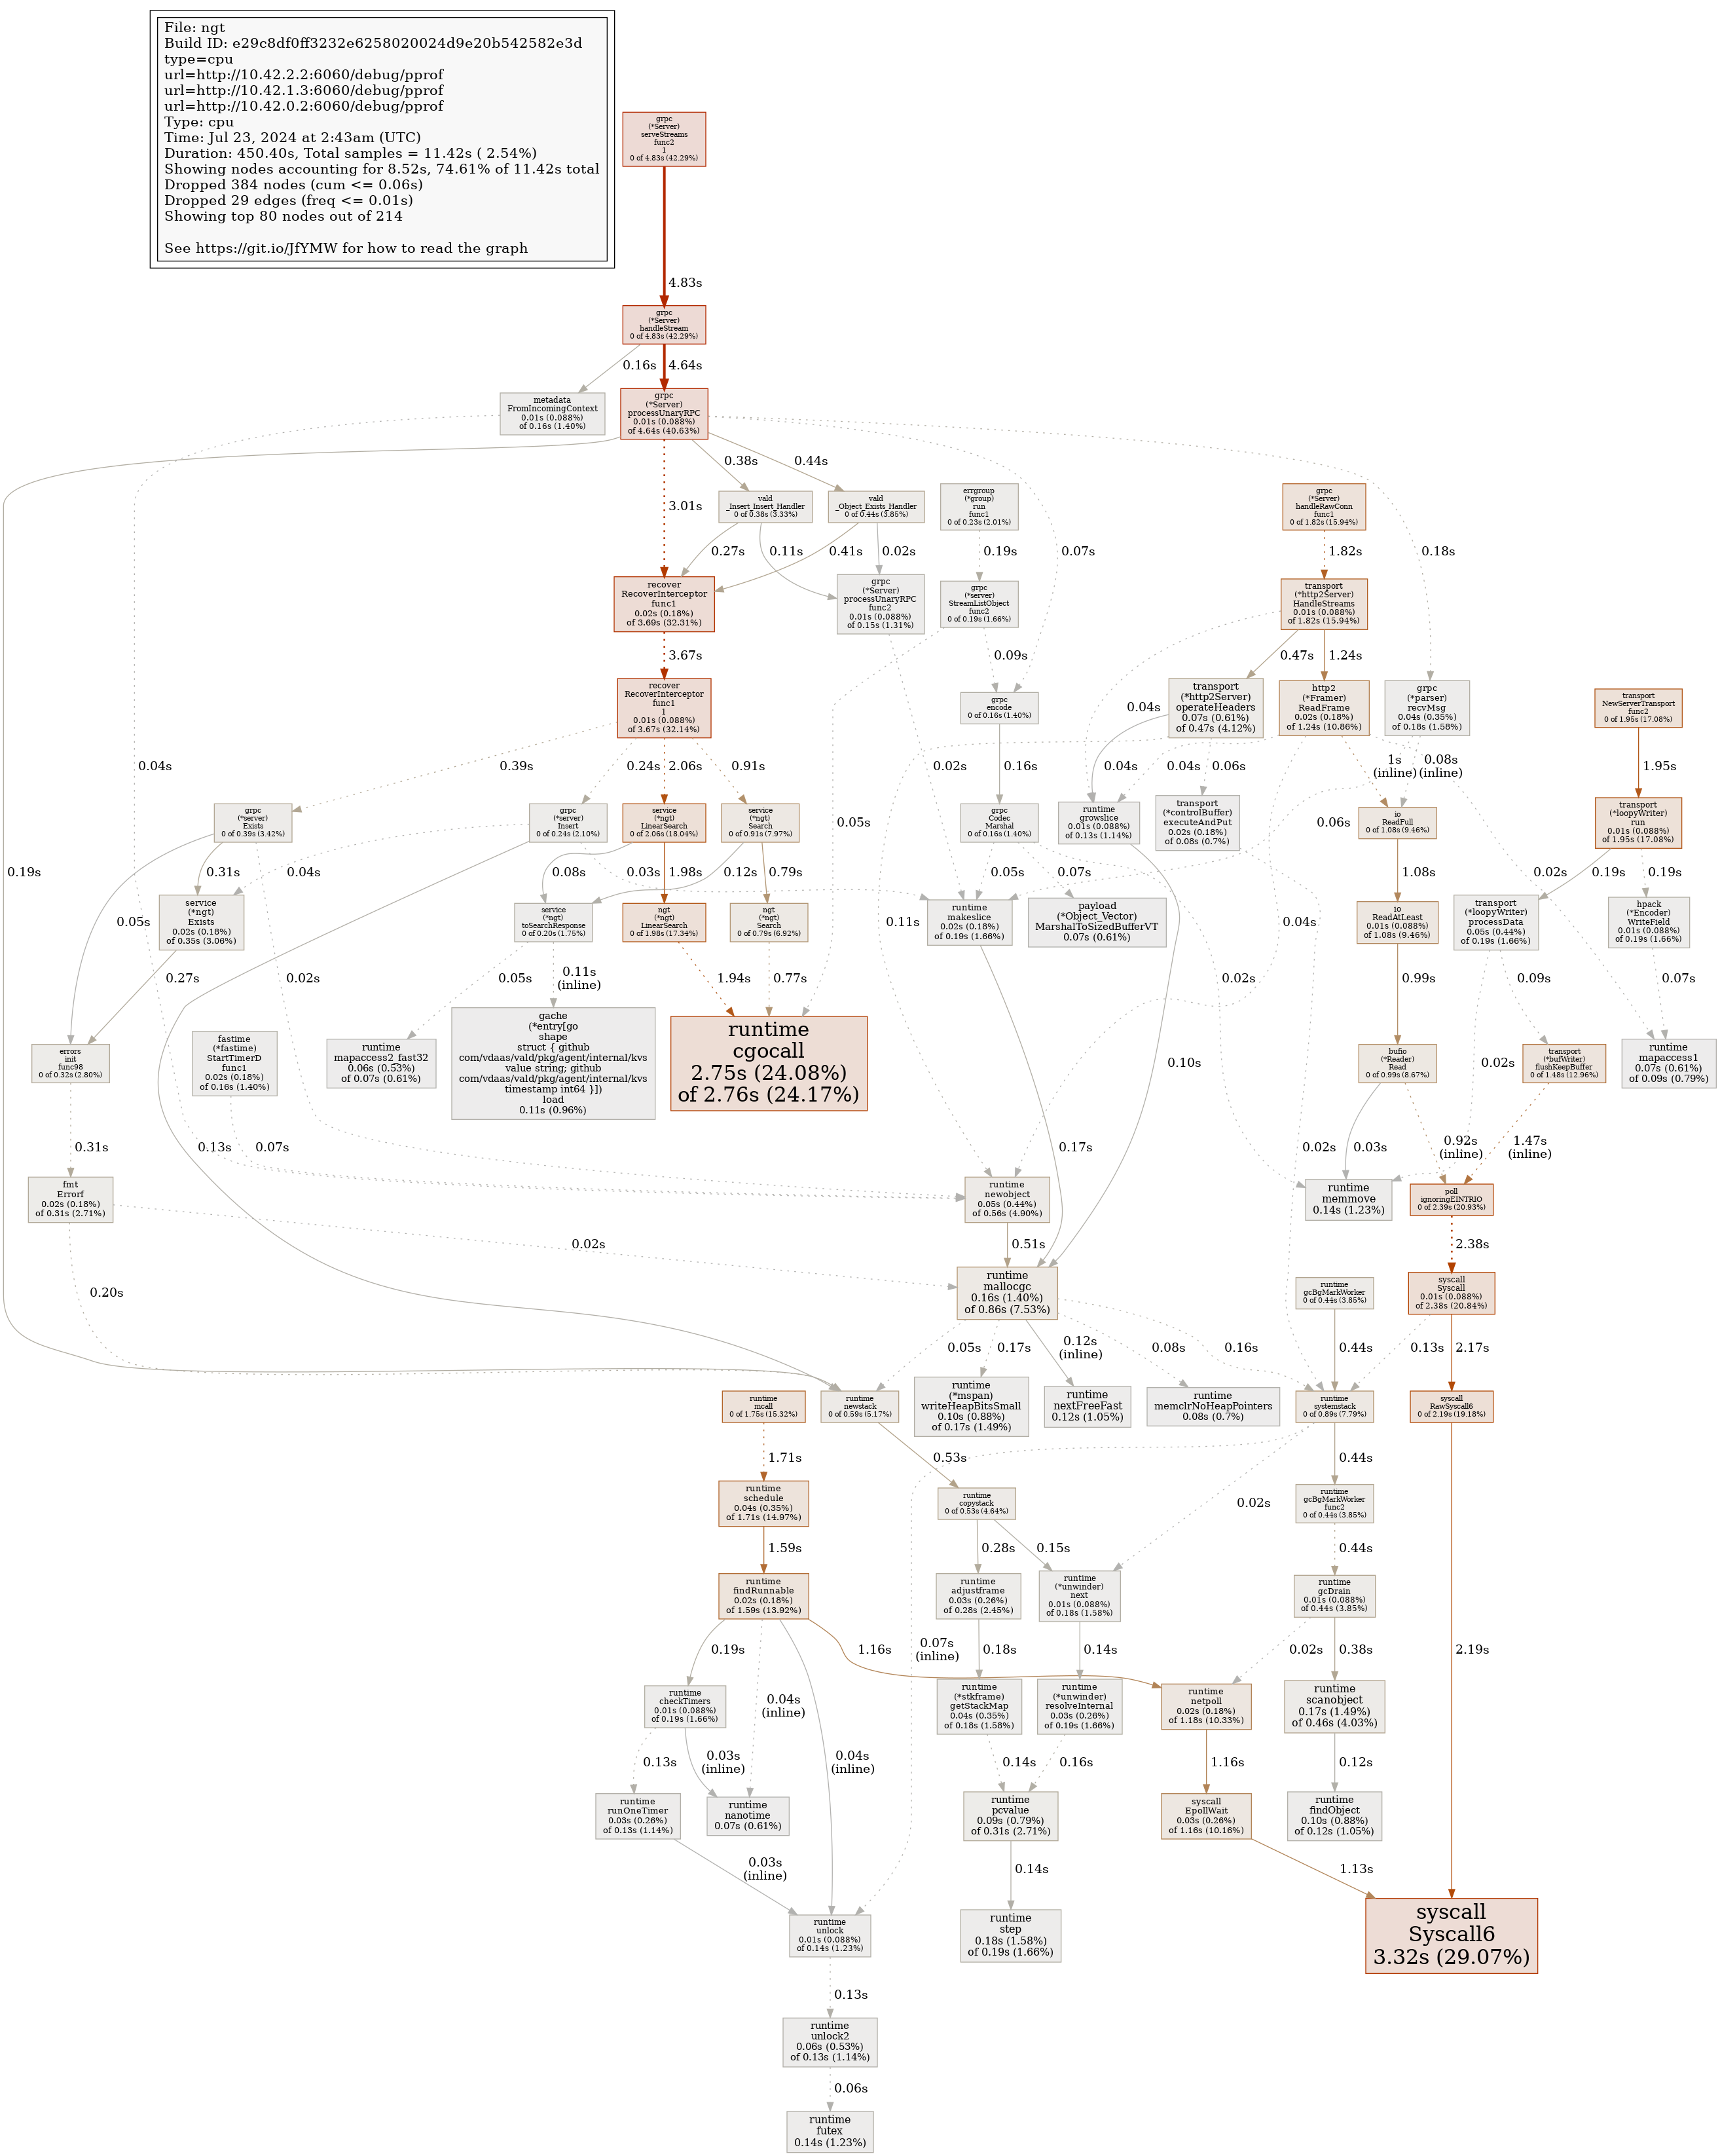 File: ngt
Build ID: e29c8df0ff3232e6258020024d9e20b542582e3d
type=cpu
url=http://10.42.2.2:6060/debug/pprof
url=http://10.42.1.3:6060/debug/pprof
url=http://10.42.0.2:6060/debug/pprof
Type: cpu
Time: Jul 23, 2024 at 2:43am (UTC)
Duration: 450.40s, Total samples = 11.42s ( 2.54%)
Showing nodes accounting for 8.52s, 74.61% of 11.42s total
Dropped 384 nodes (cum <= 0.06s)
Dropped 29 edges (freq <= 0.01s)
Showing top 80 nodes out of 214
See https://git.io/JfYMW for how to read the graph
grpc
(*Server)
serveStreams
func2
1
0 of 4.83s (42.29%)
4.83s
grpc
(*Server)
handleStream
0 of 4.83s (42.29%)
0.16s
4.64s
metadata
FromIncomingContext
0.01s (0.088%)
of 0.16s (1.40%)
grpc
(*Server)
processUnaryRPC
0.01s (0.088%)
of 4.64s (40.63%)
0.38s
0.44s
vald
_Insert_Insert_Handler
0 of 0.38s (3.33%)
vald
_Object_Exists_Handler
0 of 0.44s (3.85%)
errgroup
(*group)
run
func1
0 of 0.23s (2.01%)
grpc
(*Server)
handleRawConn
func1
0 of 1.82s (15.94%)
3.01s
0.27s
0.11s
0.41s
0.02s
0.19s
0.07s
1.82s
0.18s
recover
RecoverInterceptor
func1
0.02s (0.18%)
of 3.69s (32.31%)
grpc
(*Server)
processUnaryRPC
func2
0.01s (0.088%)
of 0.15s (1.31%)
grpc
(*server)
StreamListObject
func2
0 of 0.19s (1.66%)
transport
(*http2Server)
HandleStreams
0.01s (0.088%)
of 1.82s (15.94%)
3.67s
0.09s
0.47s
1.24s
recover
RecoverInterceptor
func1
1
0.01s (0.088%)
of 3.67s (32.14%)
grpc
encode
0 of 0.16s (1.40%)
transport
(*http2Server)
operateHeaders
0.07s (0.61%)
of 0.47s (4.12%)
http2
(*Framer)
ReadFrame
0.02s (0.18%)
of 1.24s (10.86%)
grpc
(*parser)
recvMsg
0.04s (0.35%)
of 0.18s (1.58%)
transport
NewServerTransport
func2
0 of 1.95s (17.08%)
0.04s
0.04s
0.39s
0.24s
2.06s
0.91s
0.02s
0.16s
0.04s
0.04s
0.06s
1s
(inline)
0.08s
(inline)
1.95s
grpc
(*server)
Exists
0 of 0.39s (3.42%)
grpc
(*server)
Insert
0 of 0.24s (2.10%)
service
(*ngt)
LinearSearch
0 of 2.06s (18.04%)
service
(*ngt)
Search
0 of 0.91s (7.97%)
0.05s
grpc
Codec
Marshal
0 of 0.16s (1.40%)
runtime
growslice
0.01s (0.088%)
of 0.13s (1.14%)
transport
(*controlBuffer)
executeAndPut
0.02s (0.18%)
of 0.08s (0.7%)
0.06s
io
ReadFull
0 of 1.08s (9.46%)
transport
(*loopyWriter)
run
0.01s (0.088%)
of 1.95s (17.08%)
0.19s
0.05s
0.31s
0.04s
0.08s
0.03s
1.98s
0.12s
0.79s
0.05s
0.07s
1.08s
0.02s
0.19s
0.19s
service
(*ngt)
Exists
0.02s (0.18%)
of 0.35s (3.06%)
service
(*ngt)
toSearchResponse
0 of 0.20s (1.75%)
ngt
(*ngt)
LinearSearch
0 of 1.98s (17.34%)
ngt
(*ngt)
Search
0 of 0.79s (6.92%)
0.11s
runtime
makeslice
0.02s (0.18%)
of 0.19s (1.66%)
payload
(*Object_Vector)
MarshalToSizedBufferVT
0.07s (0.61%)
0.04s
io
ReadAtLeast
0.01s (0.088%)
of 1.08s (9.46%)
transport
(*loopyWriter)
processData
0.05s (0.44%)
of 0.19s (1.66%)
hpack
(*Encoder)
WriteField
0.01s (0.088%)
of 0.19s (1.66%)
0.27s
0.02s
0.05s
0.11s
(inline)
1.94s
0.77s
0.02s
0.99s
0.09s
0.07s
errors
init
func98
0 of 0.32s (2.80%)
fastime
(*fastime)
StartTimerD
func1
0.02s (0.18%)
of 0.16s (1.40%)
runtime
mapaccess2_fast32
0.06s (0.53%)
of 0.07s (0.61%)
gache
(*entry[go
shape
struct { github
com/vdaas/vald/pkg/agent/internal/kvs
value string; github
com/vdaas/vald/pkg/agent/internal/kvs
timestamp int64 }])
load
0.11s (0.96%)
runtime
cgocall
2.75s (24.08%)
of 2.76s (24.17%)
0.10s
bufio
(*Reader)
Read
0 of 0.99s (8.67%)
0.02s
transport
(*bufWriter)
flushKeepBuffer
0 of 1.48s (12.96%)
runtime
mapaccess1
0.07s (0.61%)
of 0.09s (0.79%)
0.31s
0.13s
0.07s
0.17s
0.02s
0.03s
0.92s
(inline)
1.47s
(inline)
fmt
Errorf
0.02s (0.18%)
of 0.31s (2.71%)
runtime
newobject
0.05s (0.44%)
of 0.56s (4.90%)
runtime
memmove
0.14s (1.23%)
poll
ignoringEINTRIO
0 of 2.39s (20.93%)
0.02s
0.51s
2.38s
0.20s
runtime
mallocgc
0.16s (1.40%)
of 0.86s (7.53%)
runtime
gcBgMarkWorker
0 of 0.44s (3.85%)
syscall
Syscall
0.01s (0.088%)
of 2.38s (20.84%)
0.05s
0.17s
0.12s
(inline)
0.08s
0.16s
0.44s
0.13s
2.17s
runtime
mcall
0 of 1.75s (15.32%)
runtime
newstack
0 of 0.59s (5.17%)
runtime
(*mspan)
writeHeapBitsSmall
0.10s (0.88%)
of 0.17s (1.49%)
runtime
nextFreeFast
0.12s (1.05%)
runtime
memclrNoHeapPointers
0.08s (0.7%)
runtime
systemstack
0 of 0.89s (7.79%)
syscall
RawSyscall6
0 of 2.19s (19.18%)
1.71s
0.53s
0.44s
runtime
schedule
0.04s (0.35%)
of 1.71s (14.97%)
runtime
copystack
0 of 0.53s (4.64%)
0.02s
runtime
gcBgMarkWorker
func2
0 of 0.44s (3.85%)
1.59s
0.28s
0.15s
0.44s
runtime
findRunnable
0.02s (0.18%)
of 1.59s (13.92%)
runtime
adjustframe
0.03s (0.26%)
of 0.28s (2.45%)
runtime
(*unwinder)
next
0.01s (0.088%)
of 0.18s (1.58%)
runtime
gcDrain
0.01s (0.088%)
of 0.44s (3.85%)
0.19s
1.16s
0.07s
(inline)
0.18s
0.14s
0.02s
0.38s
2.19s
runtime
checkTimers
0.01s (0.088%)
of 0.19s (1.66%)
0.04s
(inline)
runtime
(*stkframe)
getStackMap
0.04s (0.35%)
of 0.18s (1.58%)
runtime
(*unwinder)
resolveInternal
0.03s (0.26%)
of 0.19s (1.66%)
runtime
netpoll
0.02s (0.18%)
of 1.18s (10.33%)
runtime
scanobject
0.17s (1.49%)
of 0.46s (4.03%)
0.13s
0.03s
(inline)
0.04s
(inline)
0.14s
0.16s
1.16s
0.12s
runtime
runOneTimer
0.03s (0.26%)
of 0.13s (1.14%)
runtime
nanotime
0.07s (0.61%)
runtime
pcvalue
0.09s (0.79%)
of 0.31s (2.71%)
syscall
EpollWait
0.03s (0.26%)
of 1.16s (10.16%)
runtime
findObject
0.10s (0.88%)
of 0.12s (1.05%)
0.03s
(inline)
0.14s
1.13s
runtime
unlock
0.01s (0.088%)
of 0.14s (1.23%)
runtime
step
0.18s (1.58%)
of 0.19s (1.66%)
syscall
Syscall6
3.32s (29.07%)
0.13s
runtime
unlock2
0.06s (0.53%)
of 0.13s (1.14%)
0.06s
runtime
futex
0.14s (1.23%)